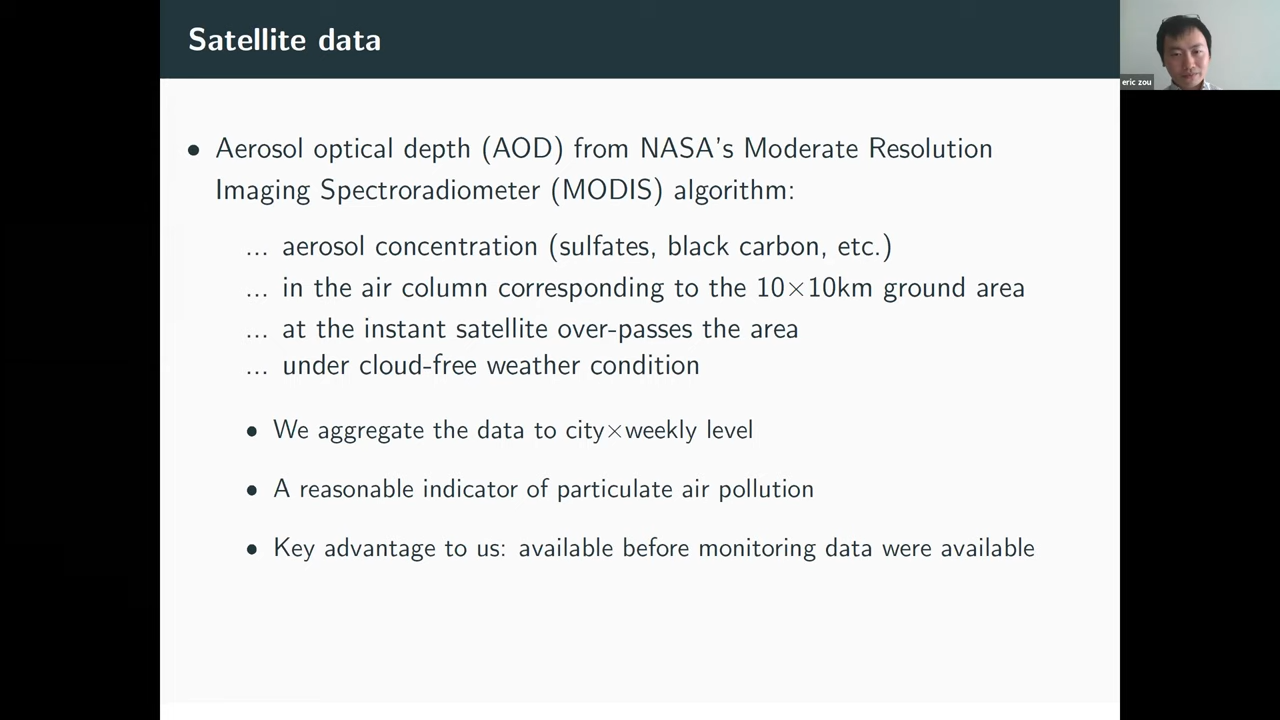 Satellite data
eric zou
• Aerosol optical depth (AOD) from NASA's Moderate Resolution
Imaging Spectroradiometer (MODIS) algorithm:
... aerosol concentration (sulfates, black carbon, etc.)
... in the air column corresponding to the 10×10km ground area
... at the instant satellite over-passes the area
... under cloud-free weather condition
• We aggregate the data to city×weekly level
• A reasonable indicator of particulate air pollution
• Key advantage to us: available before monitoring data were available